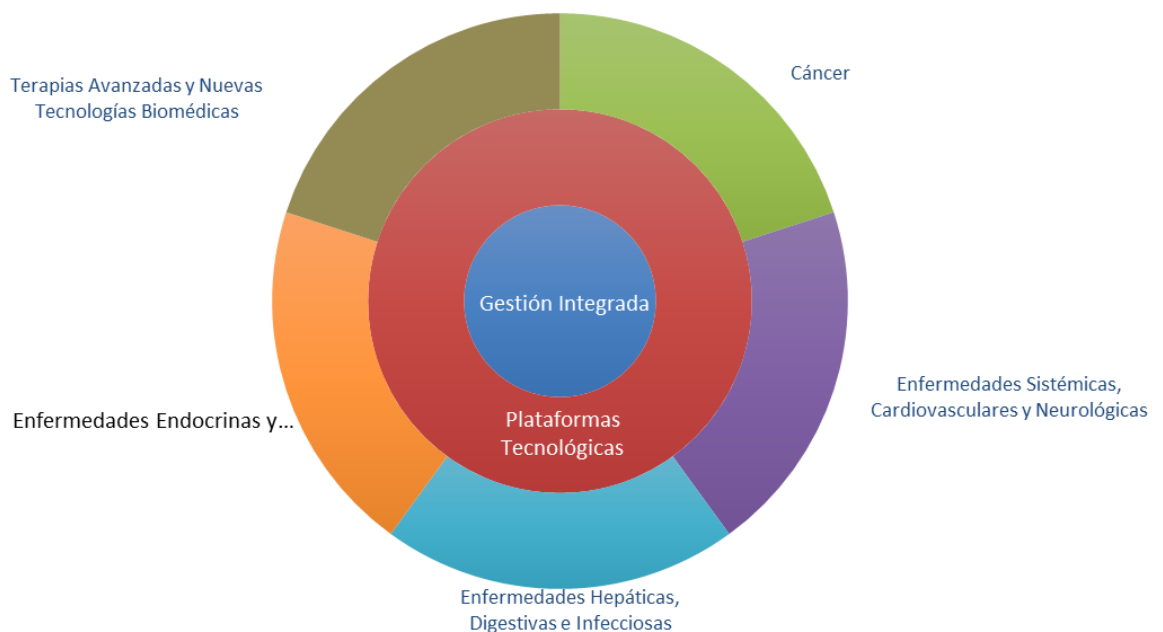 Terapias Avanzadas y Nuevas
Tecnologías Biomédicas
Cáncer
Gestión Integrada
Enfermedades Sistémicas,
Cardiovasculares y Neurológicas
Enfermedades Endocrinas y...
Plataformas
Tecnológicas
Enfermedades Hepáticas,
Digestivas e Infecciosas